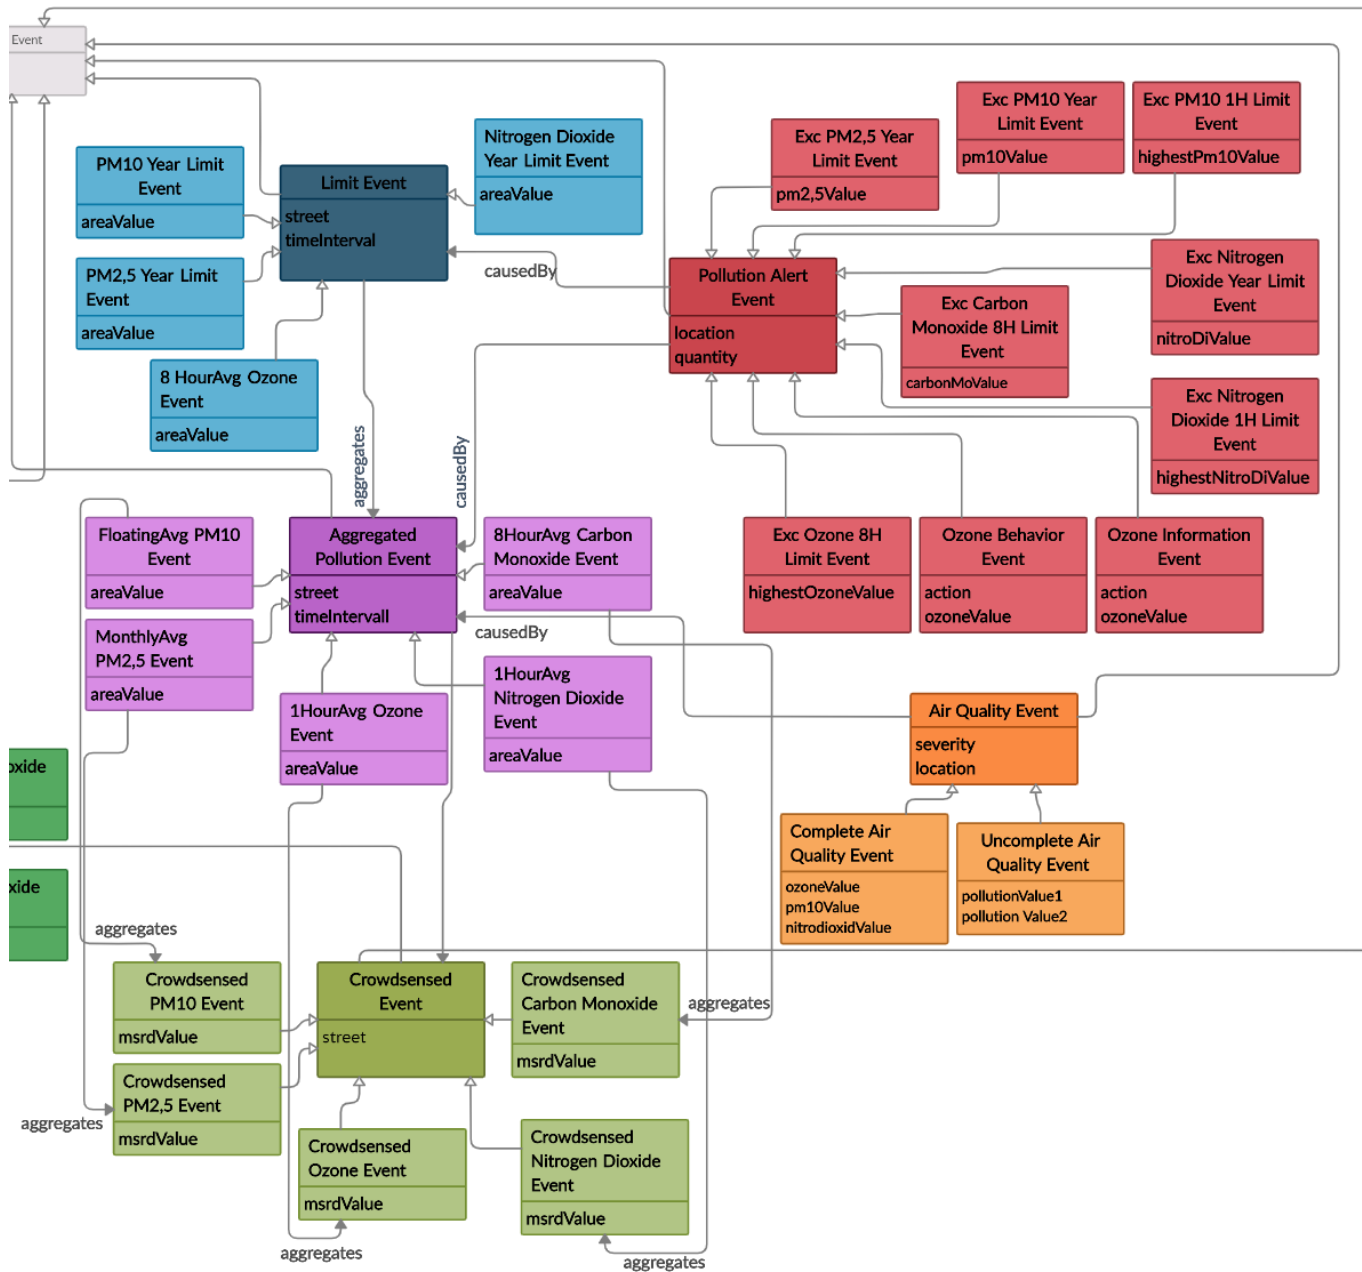 Event
PM10 Year Limit
Event
areaValue
PM2,5 Year Limit
Event
areaValue
8 HourAvg Ozone
Event
areaValue
Limit Event
street
timeInterval
Nitrogen Dioxide
Year Limit Event
areaValue
causedBy
Exc PM2,5 Year
Limit Event
pm2,5Value
Exc PM10 Year
Limit Event
pm10Value
Exc PM10 1H Limit
Event
highestPm10Value
Pollution Alert
Event
location
quantity
Exc Carbon
Monoxide 8H Limit
Event
carbonMoValue
Exc Nitrogen
Dioxide Year Limit
Event
nitroDiValue
Exc Nitrogen
Dioxide 1H Limit
Event
highestNitroDiValue
aggregates
causedBy
FloatingAvg PM10
Event
areaValue
MonthlyAvg
PM2,5 Event
areaValue
Aggregated
Pollution Event
street
timeIntervall
8HourAvg Carbon
Monoxide Event
areaValue
causedBy
1HourAvg Ozone
Event
areaValue
1HourAvg
Nitrogen Dioxide
Event
areaValue
Exc Ozone 8H
Limit Event
highestOzoneValue
Ozone Behavior
Event
action
ozoneValue
Ozone Information
Event
action
ozoneValue
Air Quality Event
severity
location
Complete Air
Quality Event
ozoneValue
pm10Value
nitrodioxidValue
Uncomplete Air
Quality Event
pollutionValue1
pollution Value2
oxide
xide
aggregates
Crowdsensed
PM10 Event
msrdValue
Crowdsensed
PM2,5 Event
msrdValue
aggregates
Crowdsensed
Event
street
Crowdsensed
Carbon Monoxide
Event
msrdValue
aggregates
Crowdsensed
Ozone Event
msrdValue
aggregates
Crowdsensed
Nitrogen Dioxide
Event
msrdValue
aggregates